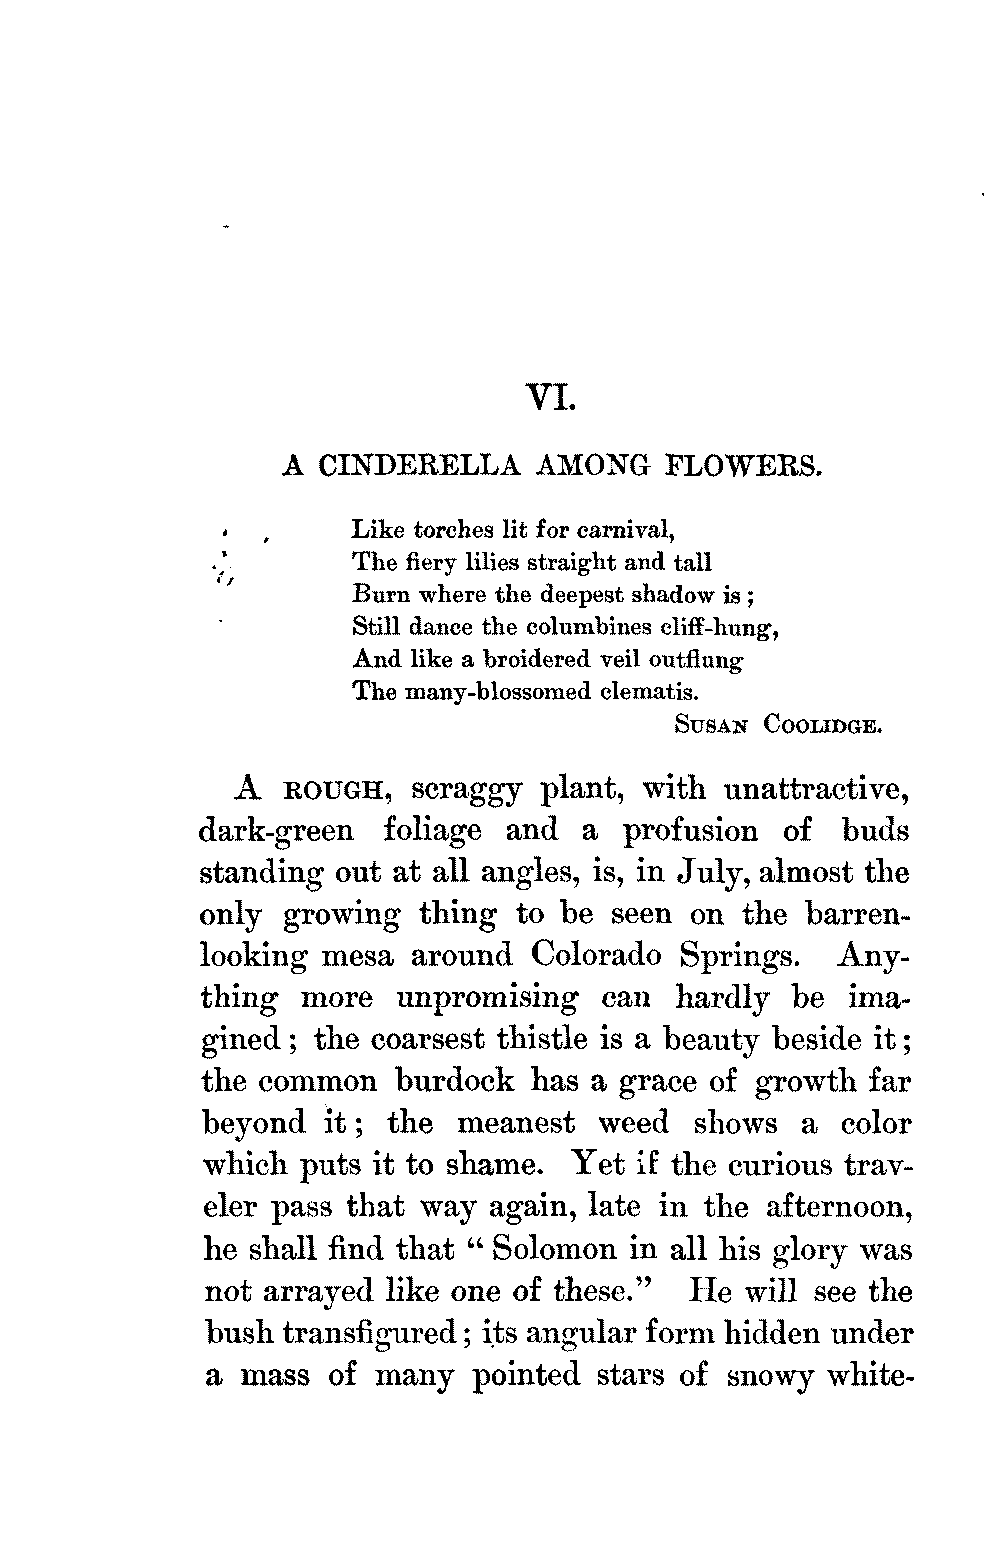 VI.
A CINDERELLA AMONG FLOWERS.
Like torches lit for carnival,
The fiery lilies straight and tall
Burn where the deepest shadow is ;
Still dance the columbines cliff-hung,
And like a broidered veil outflung
The many-blossomed clematis.
SUSAN COOLIDGE.
A ROUGH, scraggy plant, with unattractive,
dark-green foliage and a profusion of buds
standing out at all angles, is, in July, almost the
only growing thing to be seen on the barren-
looking mesa around Colorado Springs. Any-
thing more unpromising can hardly be ima-
gined ; the coarsest thistle is a beauty beside it ;
the common burdock has a grace of growth far
beyond it ; the meanest weed shows a color
which puts it to shame. Yet if the curious trav-
eler pass that way again, late in the afternoon,
he shall find that “ Solomon in all his glory was
not arrayed like one of these.” He will see the
bush transfigured ; its angular form hidden under
a mass of many pointed stars of snowy white-